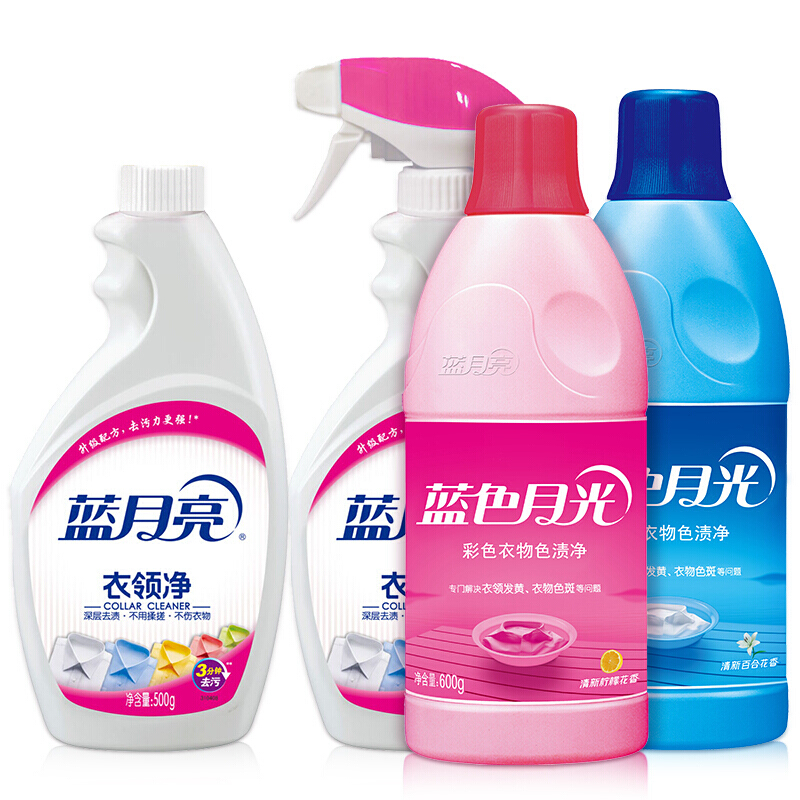 升级配方,去污力更强!*
蓝月亮®
衣领净
COLLAR CLEANER
深层去渍·不用揉搓·不伤衣物
3分钟
去污
净含量:500g
升级配方,
蓝月
COLL
深层去渍
蓝月亮
蓝色月光
彩色衣物色渍净
专门解决衣领发黄、衣物色斑等问题
净含量:600g
清新柠檬花香
色月光
衣物色渍净
发黄、衣物色斑等问题
清新百合花香